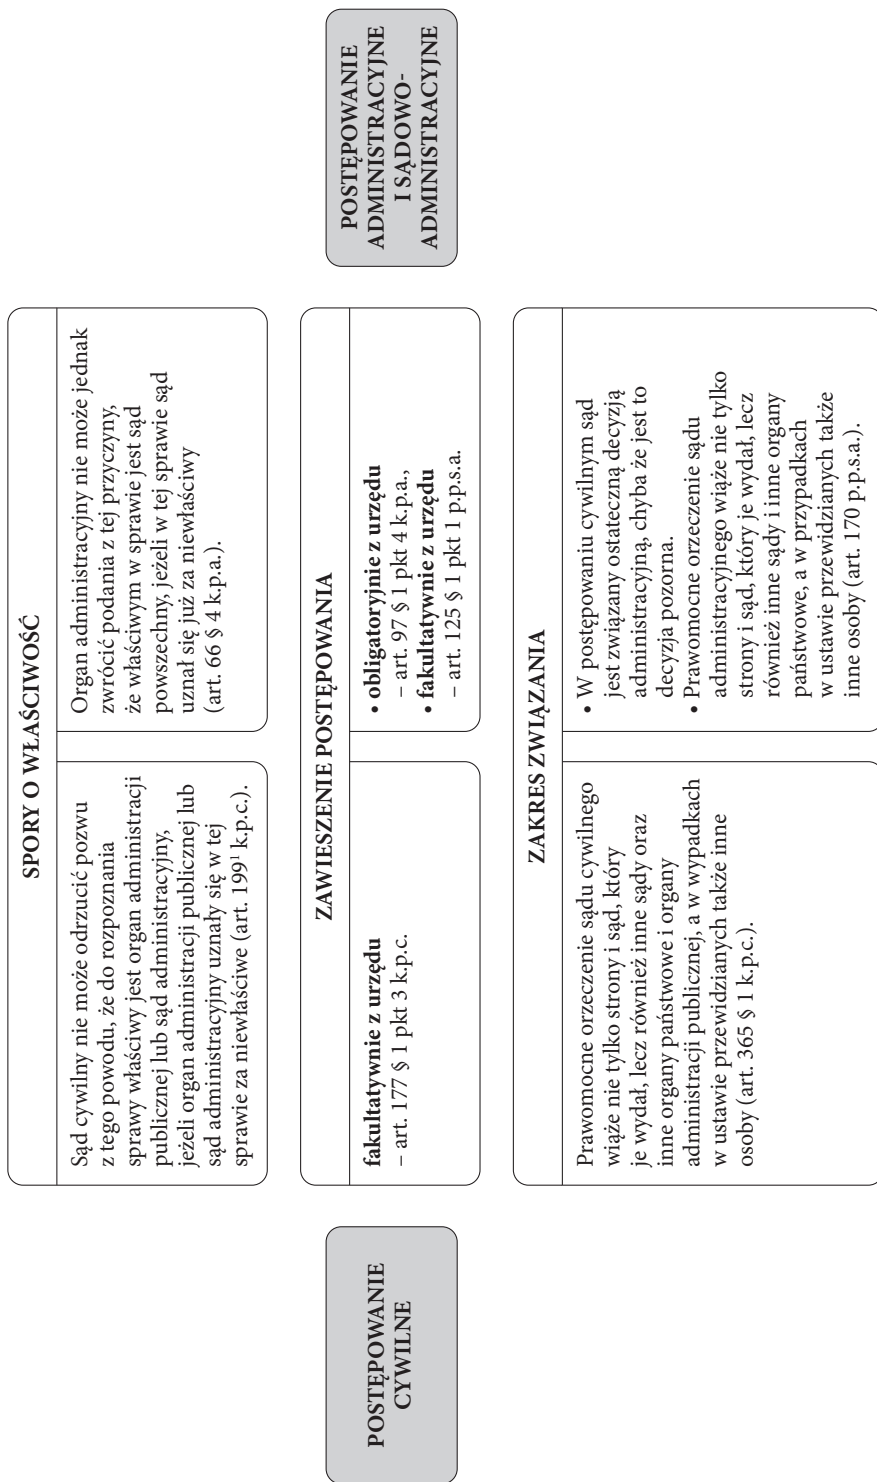 POSTĘPOWANIE
CYWILNE
SPORY O WŁAŚCIWOŚĆ
Sąd cywilny nie może odrzucić pozwu
z tego powodu, że do rozpoznania
sprawy właściwy jest organ administracji
publicznej lub sąd administracyjny,
jeżeli organ administracji publicznej lub
sąd administracyjny uznały się w tej
sprawie za niewłaściwe (art. 199¹ k.p.c.).
Organ administracyjny nie może jednak
zwrócić podania z tej przyczyny,
że właściwym w sprawie jest sąd
powszechny, jeżeli w tej sprawie sąd
uznał się już za niewłaściwy
(art. 66 § 4 k.p.a.).
ZAWIESZENIE POSTĘPOWANIA
fakultatywnie z urzędu
– art. 177 § 1 pkt 3 k.p.c.
• obligatoryjnie z urzędu
– art. 97 § 1 pkt 4 k.p.a.,
• fakultatywnie z urzędu
– art. 125 § 1 pkt 1 p.p.s.a.
ZAKRES ZWIĄZANIA
Prawomocne orzeczenie sądu cywilnego
wiąże nie tylko strony i sąd, który
je wydał, lecz również inne sądy oraz
inne organy państwowe i organy
administracji publicznej, a w wypadkach
w ustawie przewidzianych także inne
osoby (art. 365 § 1 k.p.c.).
• W postępowaniu cywilnym sąd
jest związany ostateczną decyzją
administracyjną, chyba że jest to
decyzja pozorna.
• Prawomocne orzeczenie sądu
administracyjnego wiąże nie tylko
strony i sąd, który je wydał, lecz
również inne sądy i inne organy
państwowe, a w przypadkach
w ustawie przewidzianych także
inne osoby (art. 170 p.p.s.a.).
POSTĘPOWANIE
ADMINISTRACYJNE
I SĄDOWO-
ADMINISTRACYJNE